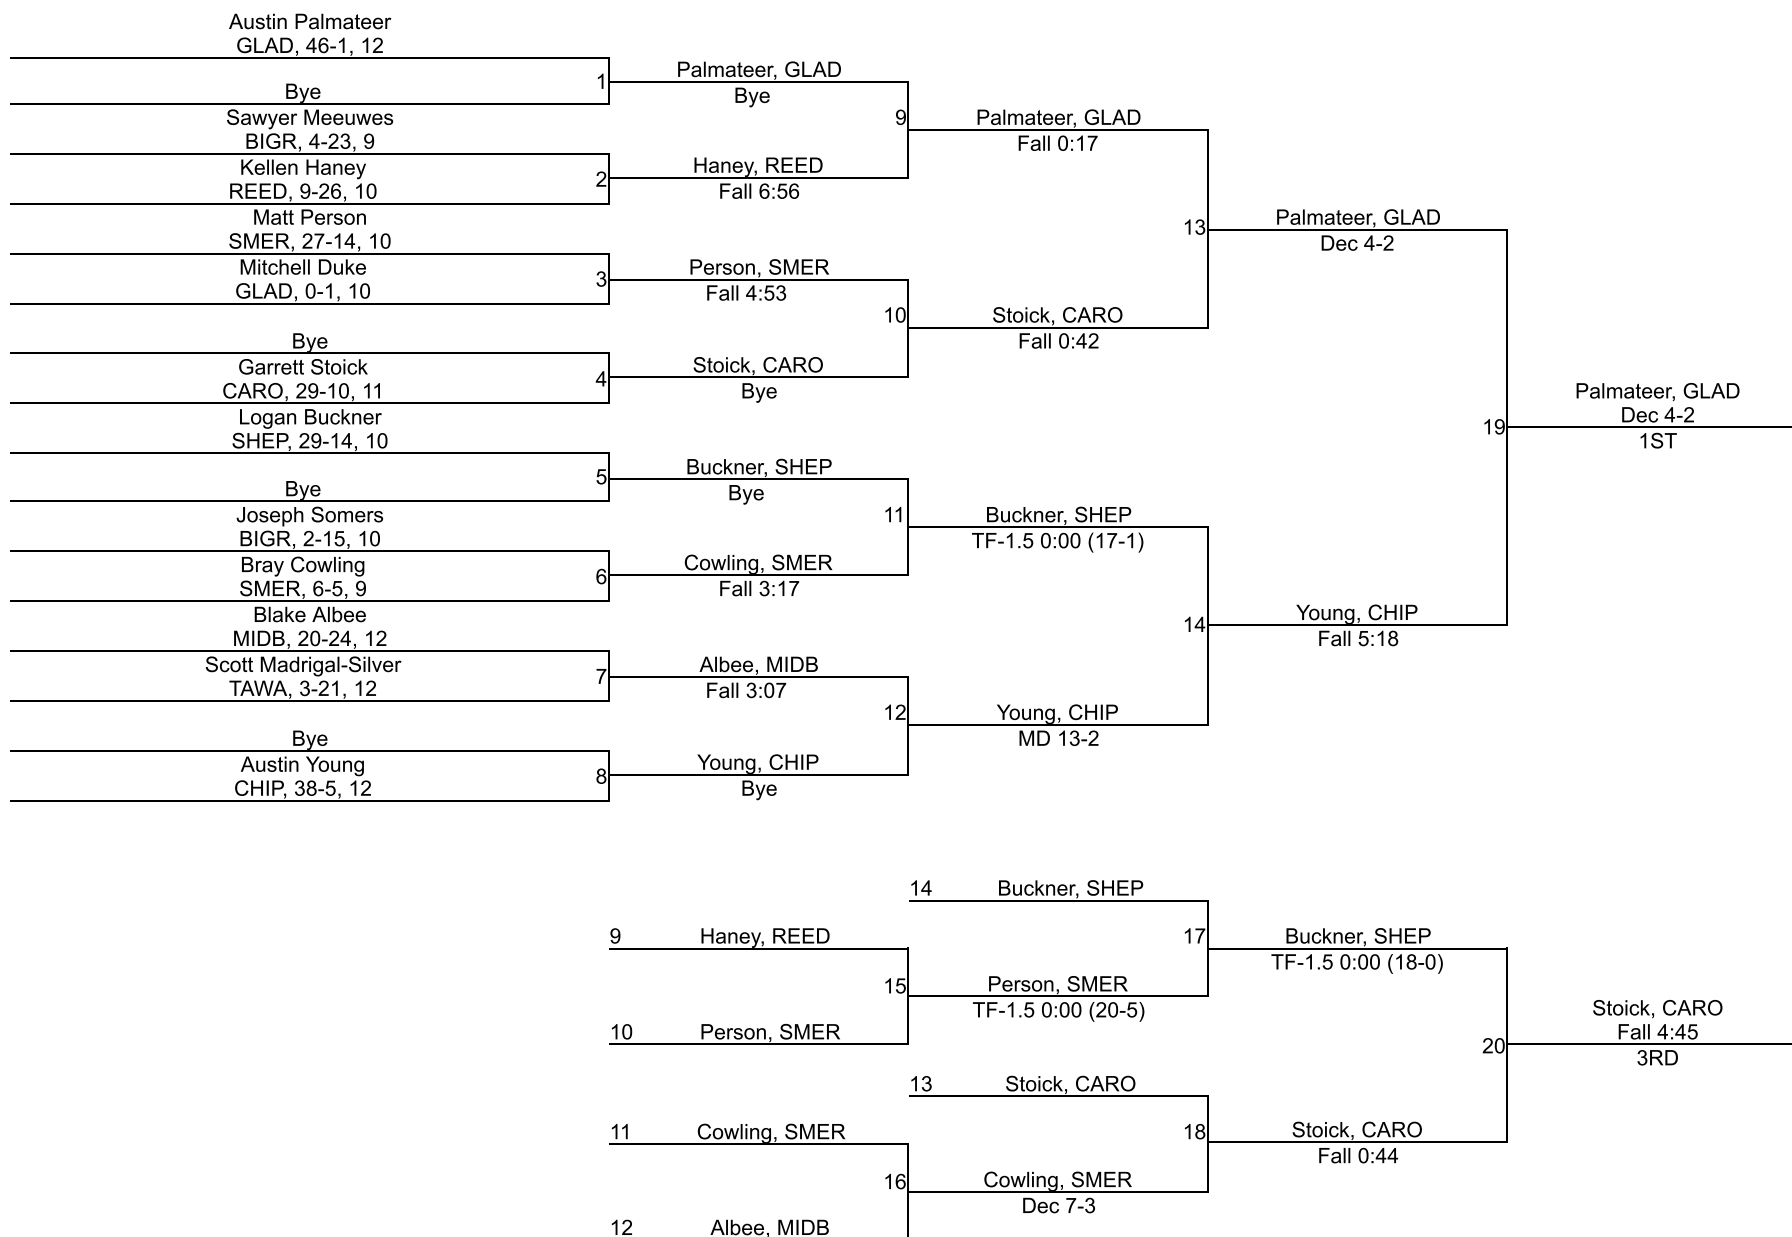 Austin Palmateer
GLAD, 46-1, 12
Bye
1
Sawyer Meeuwes
BIGR, 4-23, 9
Kellen Haney
REED, 9-26, 10
2
Matt Person
SMER, 27-14, 10
Mitchell Duke
GLAD, 0-1, 10
3
Bye
Garrett Stoick
CARO, 29-10, 11
4
Logan Buckner
SHEP, 29-14, 10
Bye
5
Joseph Somers
BIGR, 2-15, 10
Bray Cowling
SMER, 6-5, 9
6
Blake Albee
MIDB, 20-24, 12
Scott Madrigal-Silver
TAWA, 3-21, 12
7
Bye
Austin Young
CHIP, 38-5, 12
8
Palmateer, GLAD
Bye
9
Haney, REED
Fall 6:56
Person, SMER
Fall 4:53
10
Stoick, CARO
Bye
Buckner, SHEP
Bye
11
Cowling, SMER
Fall 3:17
Albee, MIDB
Fall 3:07
12
Young, CHIP
Bye
Palmateer, GLAD
Fall 0:17
13
Stoick, CARO
Fall 0:42
Buckner, SHEP
TF-1.5 0:00 (17-1)
14
Young, CHIP
MD 13-2
Palmateer, GLAD
Dec 4-2
19
Young, CHIP
Fall 5:18
Palmateer, GLAD
Dec 4-2
1ST
14 Buckner, SHEP
9 Haney, REED
15
10 Person, SMER
17
Person, SMER
TF-1.5 0:00 (20-5)
13 Stoick, CARO
11 Cowling, SMER
16
12 Albee, MIDB
18
Cowling, SMER
Dec 7-3
Buckner, SHEP
TF-1.5 0:00 (18-0)
20
Stoick, CARO
Fall 0:44
Stoick, CARO
Fall 4:45
3RD